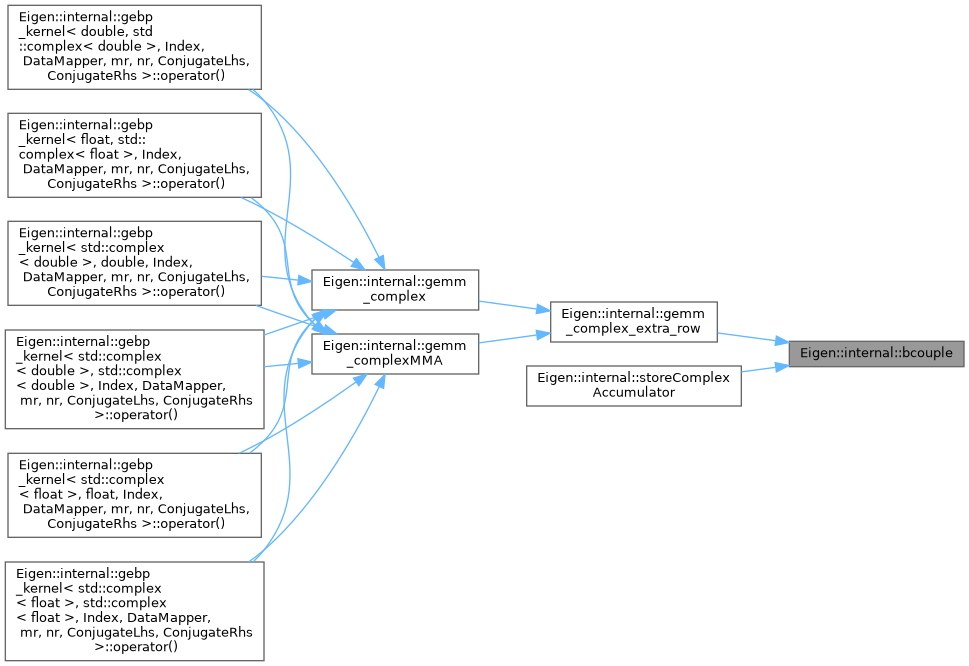 Eigen::internal::gebp
_kernel< double, std
::complex< double >, Index,
DataMapper, mr, nr, ConjugateLhs,
ConjugateRhs >::operator()
Eigen::internal::gebp
_kernel< float, std::
complex< float >, Index,
DataMapper, mr, nr, ConjugateLhs,
ConjugateRhs >::operator()
Eigen::internal::gebp
_kernel< std::complex
< double >, double, Index,
DataMapper, mr, nr, ConjugateLhs,
ConjugateRhs >::operator()
Eigen::internal::gebp
_kernel< std::complex
< double >, std::complex
< double >, Index, DataMapper,
mr, nr, ConjugateLhs, ConjugateRhs
>::operator()
Eigen::internal::gebp
_kernel< std::complex
< float >, float, Index,
DataMapper, mr, nr, ConjugateLhs,
ConjugateRhs >::operator()
Eigen::internal::gebp
_kernel< std::complex
< float >, std::complex
< float >, Index, DataMapper,
mr, nr, ConjugateLhs, ConjugateRhs
>::operator()
Eigen::internal::gemm
_complex
Eigen::internal::gemm
_complexMMA
Eigen::internal::gemm
_complex_extra_row
Eigen::internal::storeComplex
Accumulator
Eigen::internal::bcouple